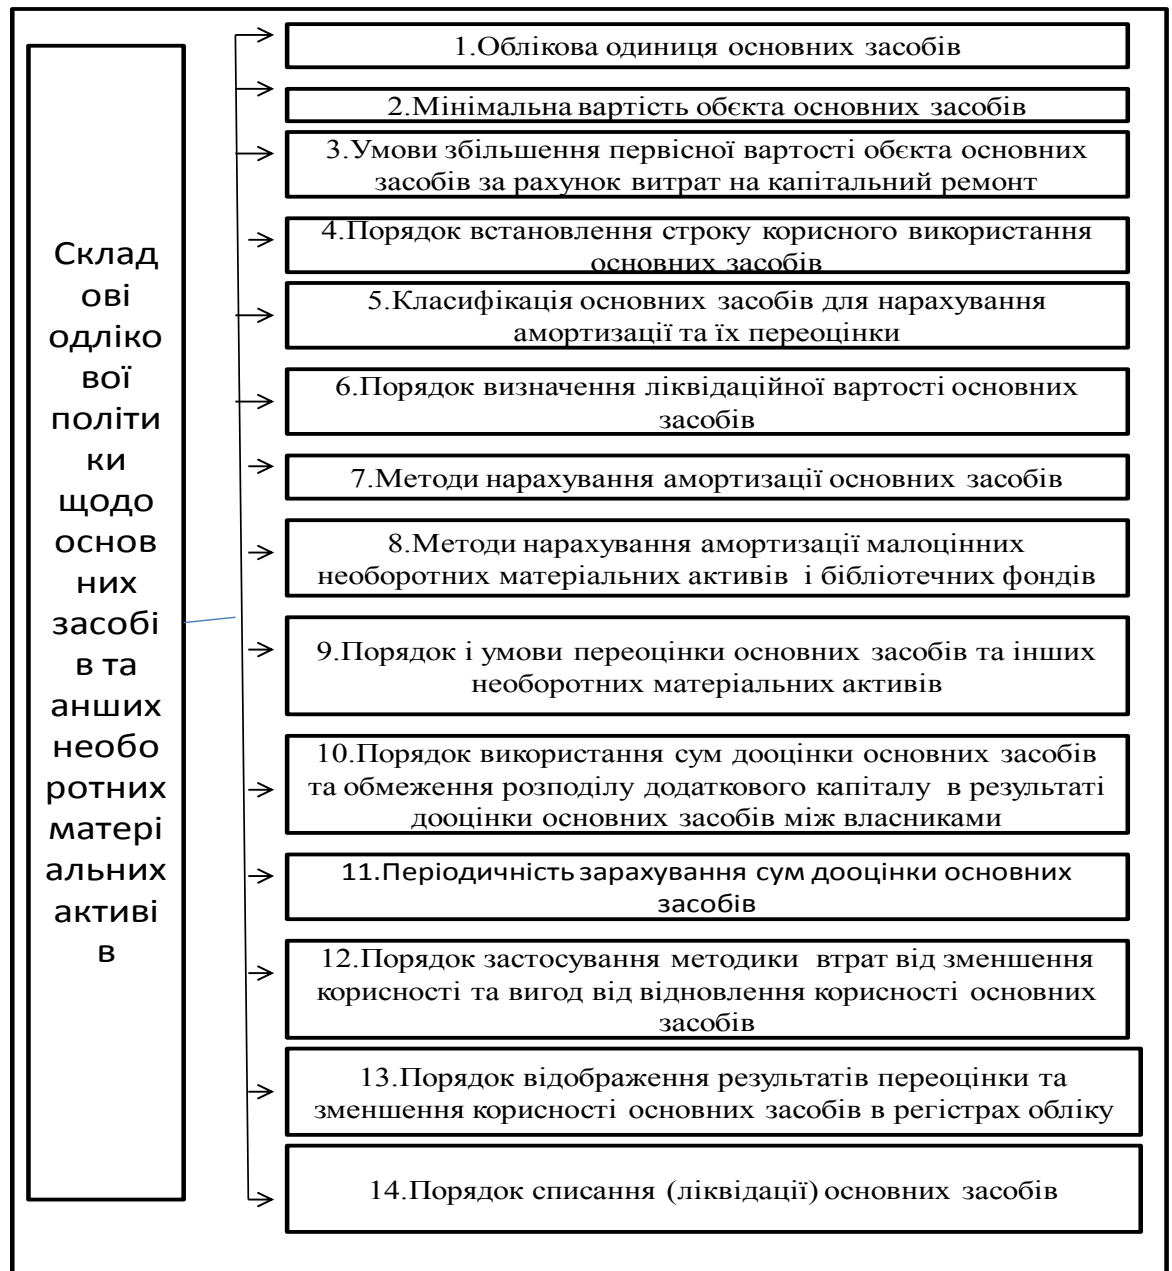 Склад
ові
одліко
вої
політи
ки
щодо
основ
них
засобі
в та
анших
необо
ротних
матері
альних
активі
в
1.Облікова одиниця основних засобів
2.Мінімальна вартість обєкта основних засобів
3.Умови збільшення первісної вартості обєкта основних
засобів за рахунок витрат на капітальний ремонт
4.Порядок встановлення строку корисного використання
основних засобів
5.Класифікація основних засобів для нарахування
амортизації та їх переоцінки
6.Порядок визначення ліквідаційної вартості основних
засобів
7.Методи нарахування амортизації основних засобів
8.Методи нарахування амортизації малоцінних
необоротних матеріальних активів і бібліотечних фондів
9.Порядок і умови переоцінки основних засобів та інших
необоротних матеріальних активів
10.Порядок використання сум дооцінки основних засобів
та обмеження розподілу додаткового капіталу в результаті
дооцінки основних засобів між власниками
11.Періодичність зарахування сум дооцінки основних
засобів
12.Порядок застосування методики втрат від зменшення
корисності та вигод від відновлення корисності основних
засобів
13.Порядок відображення результатів переоцінки та
зменшення корисності основних засобів в регістрах обліку
14.Порядок списання (ліквідації) основних засобів